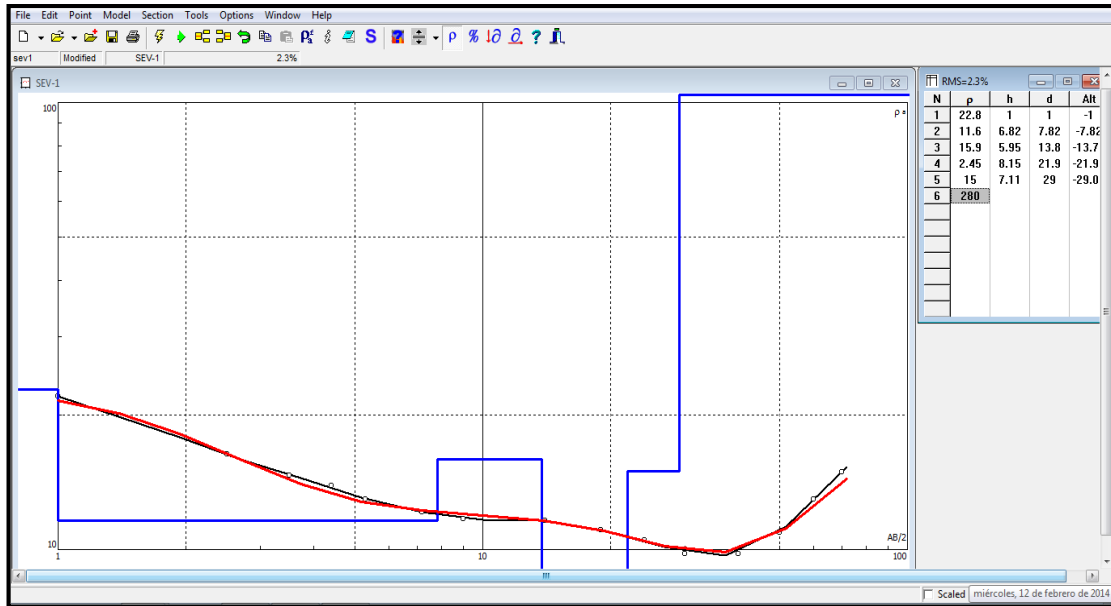 File Edit Point Model Section Tools Options Window Help
ρ % ? S
sev1 Modified SEV-1 2.3%
SEV-1
100
ρa
10
1 10 100
AB/2
RMS=2.3%
N ρ h d Alt
1 22.8 1 1 -1
2 11.6 6.82 7.82 -7.82
3 15.9 5.95 13.8 -13.7
4 2.45 8.15 21.9 -21.9
5 15 7.11 29 -29.0
6 280
Scaled miércoles, 12 de febrero de 2014